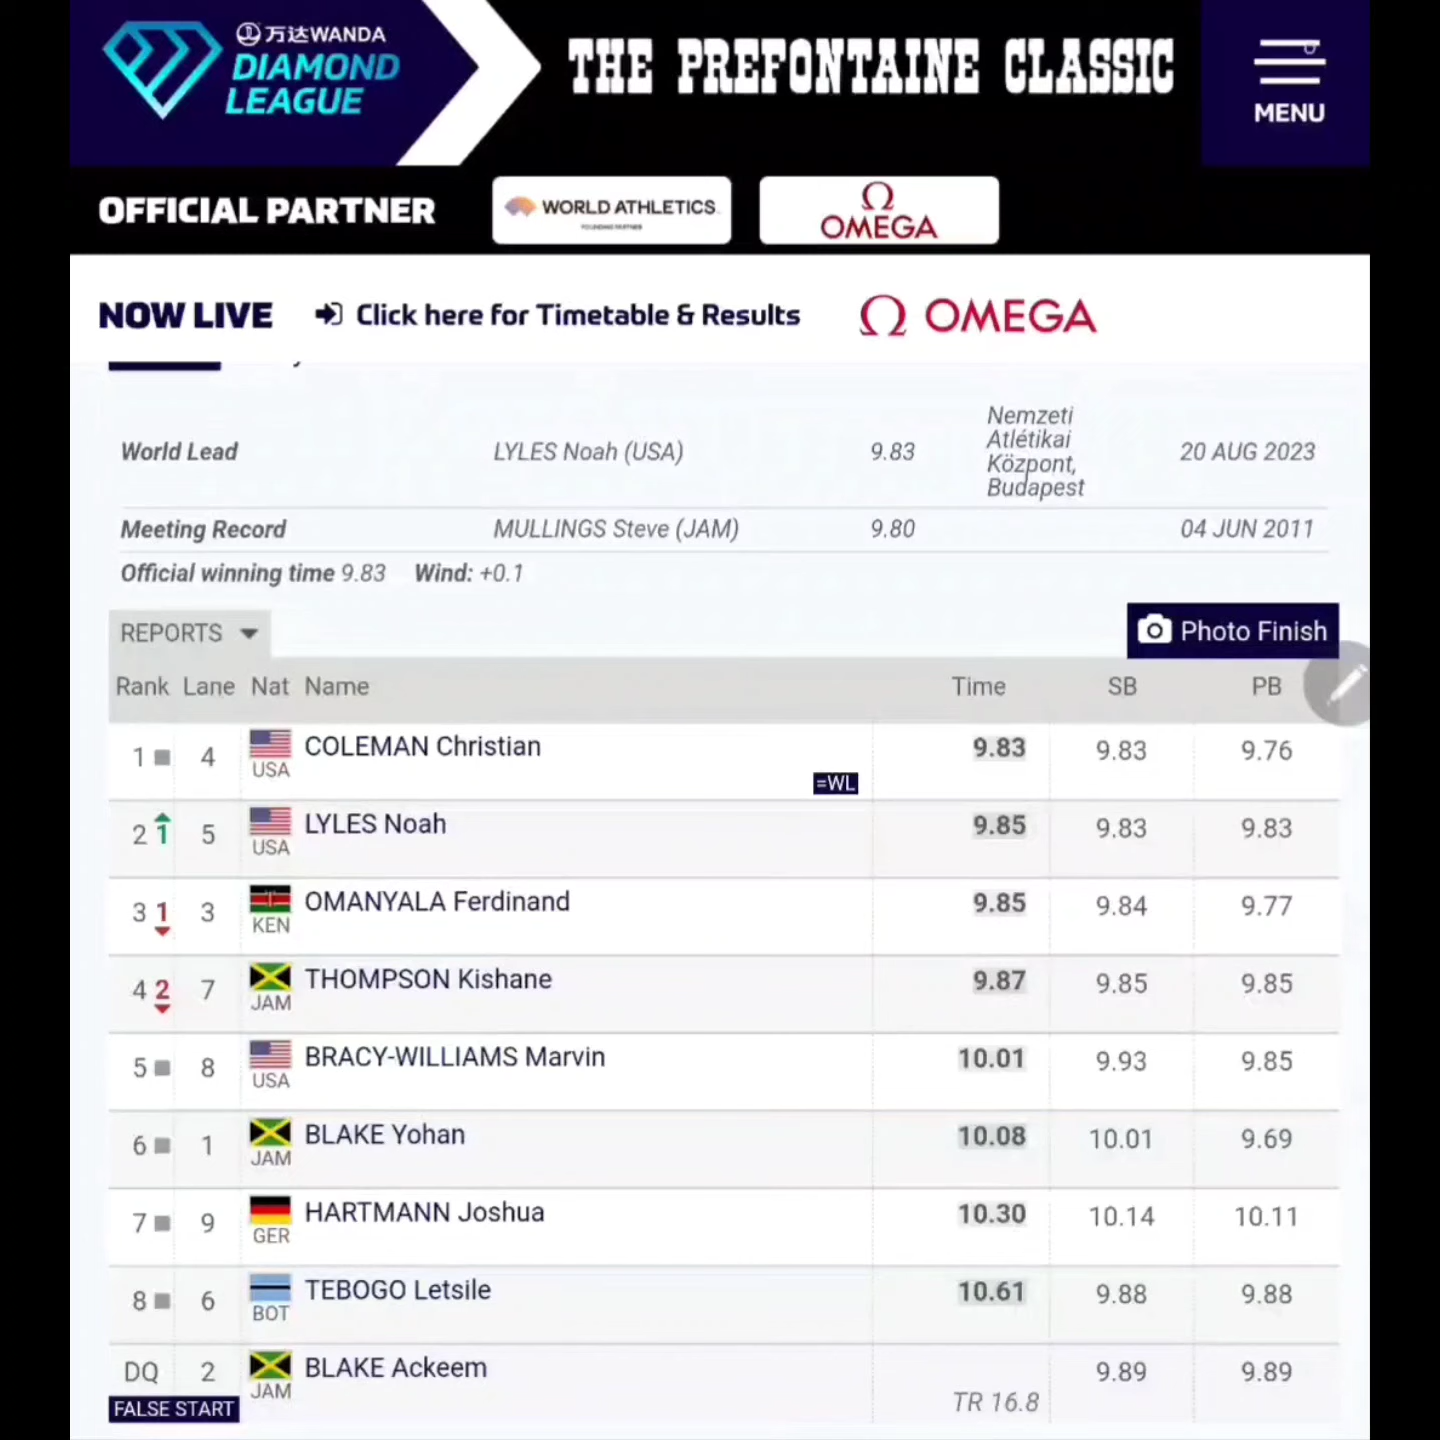 万达WANDA
DIAMOND
LEAGUE
THE PREFONTAINE CLASSIC
MENU
OFFICIAL PARTNER
WORLD ATHLETICS.
FOUNDING PARTNER
Ω
OMEGA
NOW LIVE Click here for Timetable & Results Ω OMEGA
World Lead LYLES Noah (USA) 9.83 Nemzeti Atlétikai Központ, Budapest 20 AUG 2023
Meeting Record MULLINGS Steve (JAM) 9.80 04 JUN 2011
Official winning time 9.83 Wind: +0.1
REPORTS
Photo Finish
Rank Lane Nat Name Time SB PB
1 4 USA COLEMAN Christian =WL 9.83 9.83 9.76
2 1 5 USA LYLES Noah 9.85 9.83 9.83
3 1 3 KEN OMANYALA Ferdinand 9.85 9.84 9.77
4 2 7 JAM THOMPSON Kishane 9.87 9.85 9.85
5 8 USA BRACY-WILLIAMS Marvin 10.01 9.93 9.85
6 1 JAM BLAKE Yohan 10.08 10.01 9.69
7 9 GER HARTMANN Joshua 10.30 10.14 10.11
8 6 BOT TEBOGO Letsile 10.61 9.88 9.88
DQ 2 JAM BLAKE Ackeem 9.89 9.89
FALSE START TR 16.8